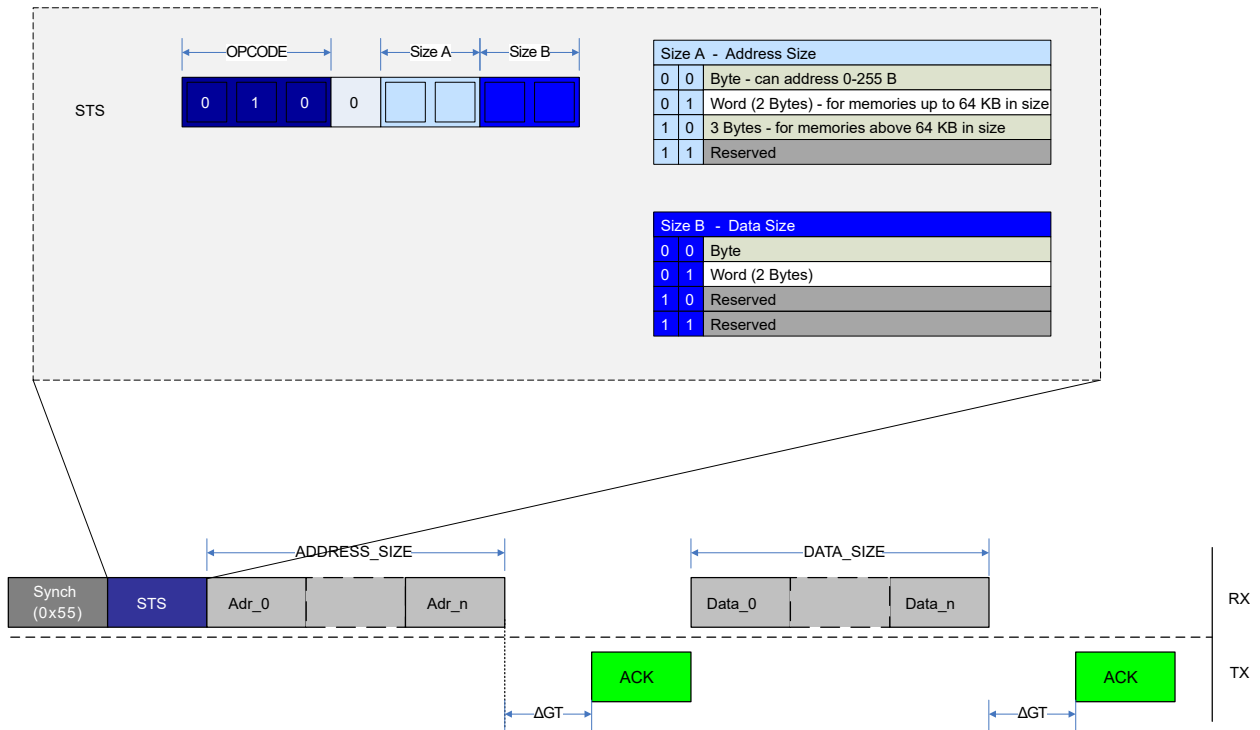 OPCODE Size A Size B
STS
0 1 0 0
Size A - Address Size
0 0 Byte - can address 0-255 B
0 1 Word (2 Bytes) - for memories up to 64 KB in size
1 0 3 Bytes - for memories above 64 KB in size
1 1 Reserved
Size B - Data Size
0 0 Byte
0 1 Word (2 Bytes)
1 0 Reserved
1 1 Reserved
ADDRESS_SIZE DATA_SIZE
Synch
(0x55)
STS Adr_0 Adr_n Data_0 Data_n RX
ACK ACK TX
ΔGT ΔGT